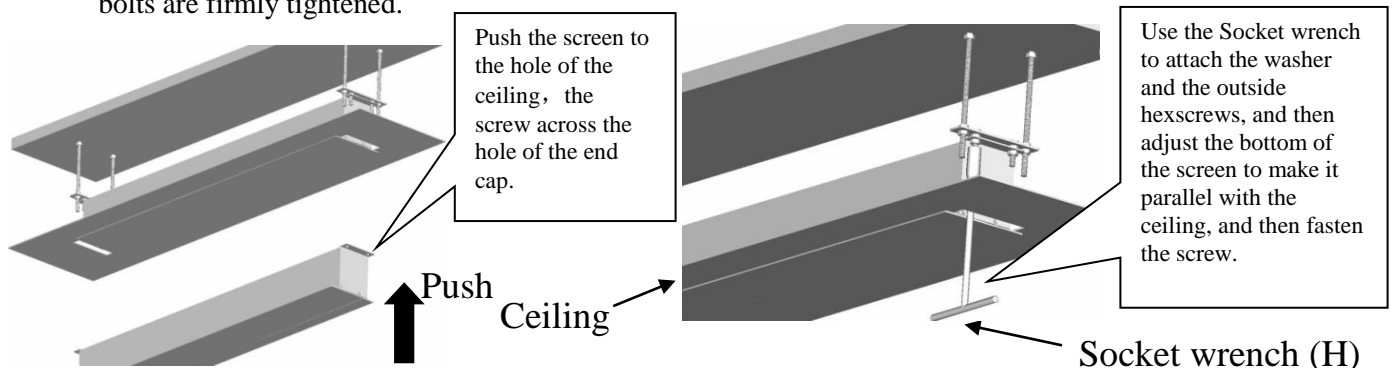 bolts are firmly tightened.
Push the screen to
the hole of the
ceiling，the
screw across the
hole of the end
cap.
Push
Ceiling
Use the Socket wrench
to attach the washer
and the outside
hexscrews, and then
adjust the bottom of
the screen to make it
parallel with the
ceiling, and then fasten
the screw.
Socket wrench (H)